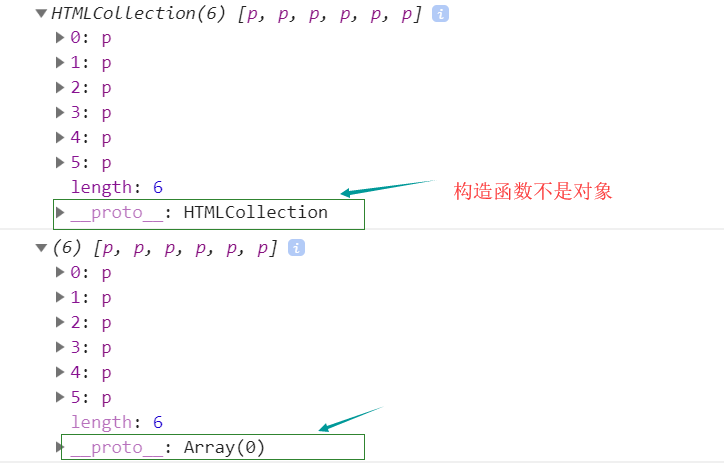 HTMLCollection(6) [p, p, p, p, p, p] i
0: p
1: p
2: p
3: p
4: p
5: p
length: 6
构造函数不是对象
__proto__: HTMLCollection
(6) [p, p, p, p, p, p] i
0: p
1: p
2: p
3: p
4: p
5: p
length: 6
__proto__: Array(0)